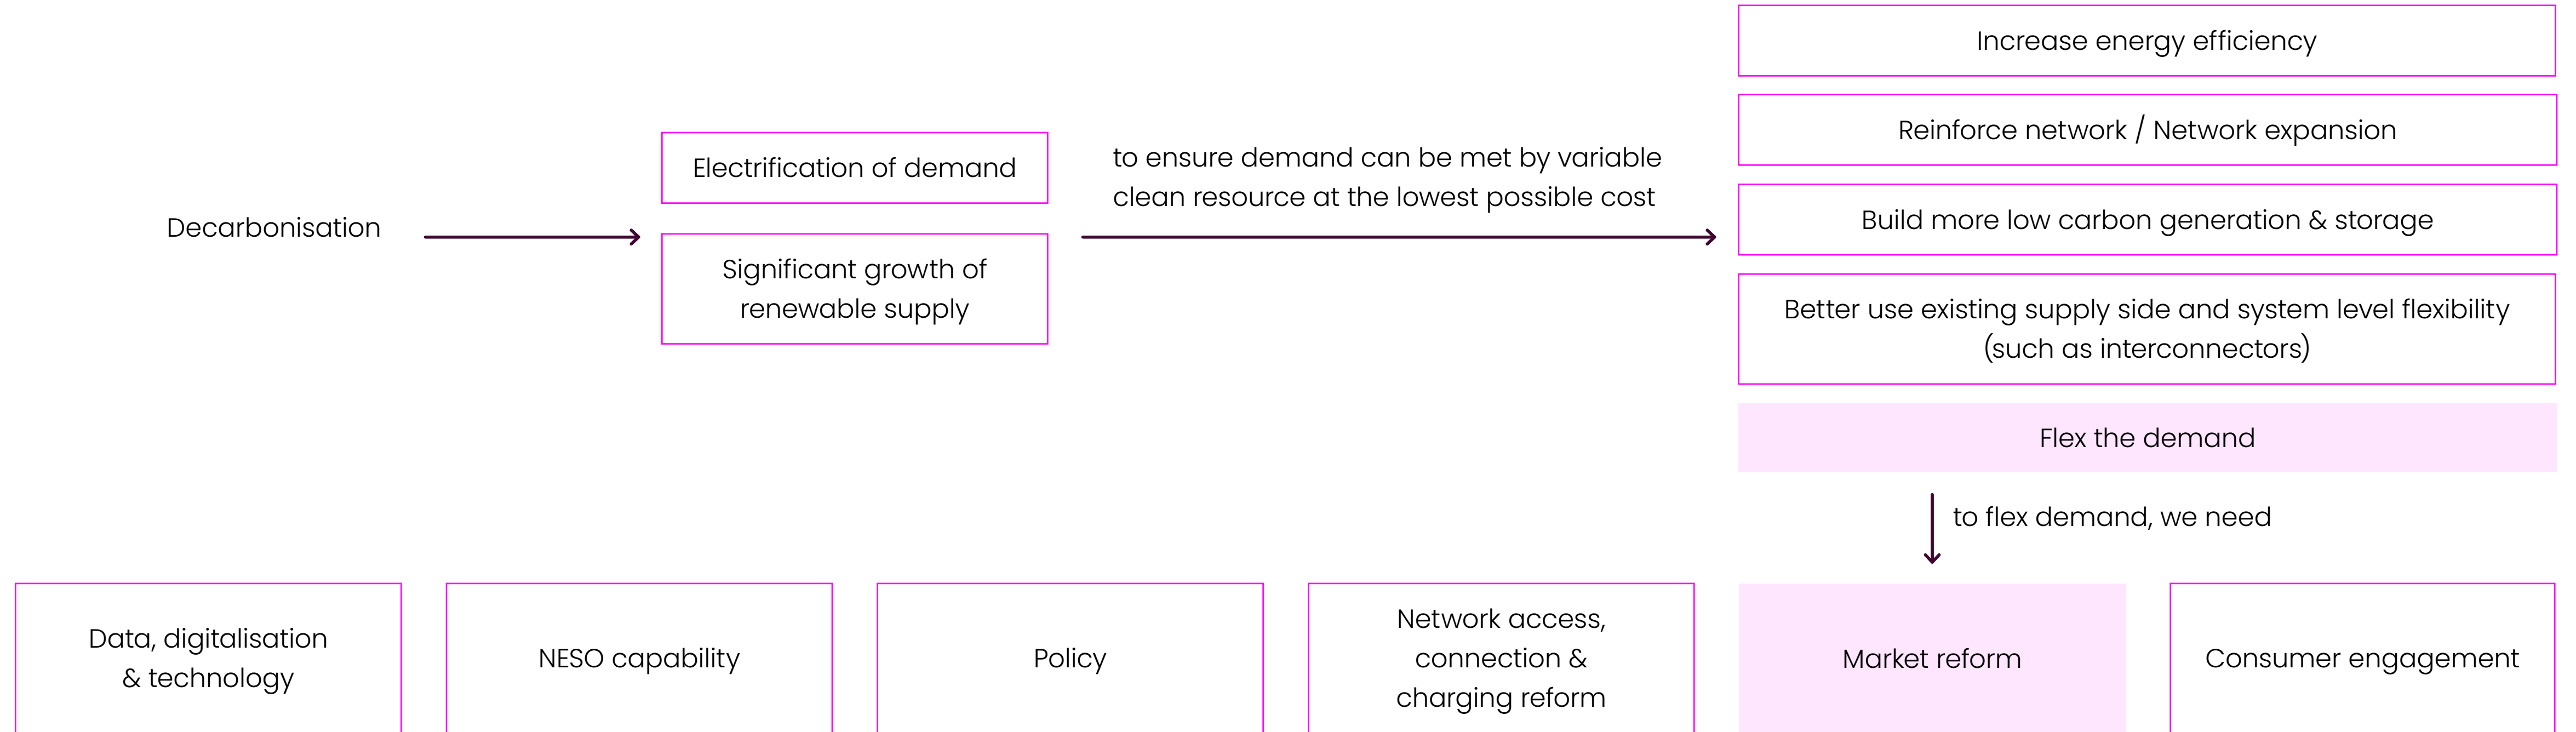 Decarbonisation
Electrification of demand
Significant growth of
renewable supply
to ensure demand can be met by variable
clean resource at the lowest possible cost
Increase energy efficiency
Reinforce network / Network expansion
Build more low carbon generation & storage
Better use existing supply side and system level flexibility
(such as interconnectors)
Flex the demand
to flex demand, we need
Data, digitalisation
& technology
NESO capability
Policy
Network access,
connection &
charging reform
Market reform
Consumer engagement